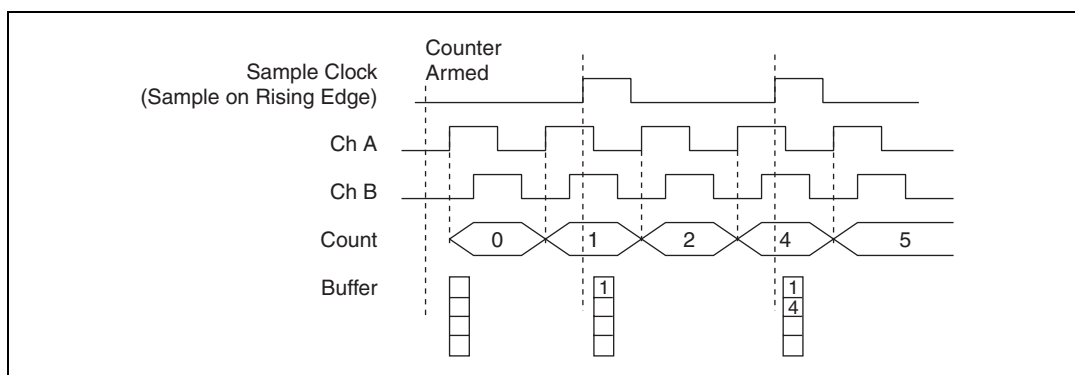 Counter
Armed
Sample Clock
(Sample on Rising Edge)
Ch A
Ch B
Count
0 1 2 4 5
Buffer
1 1
4